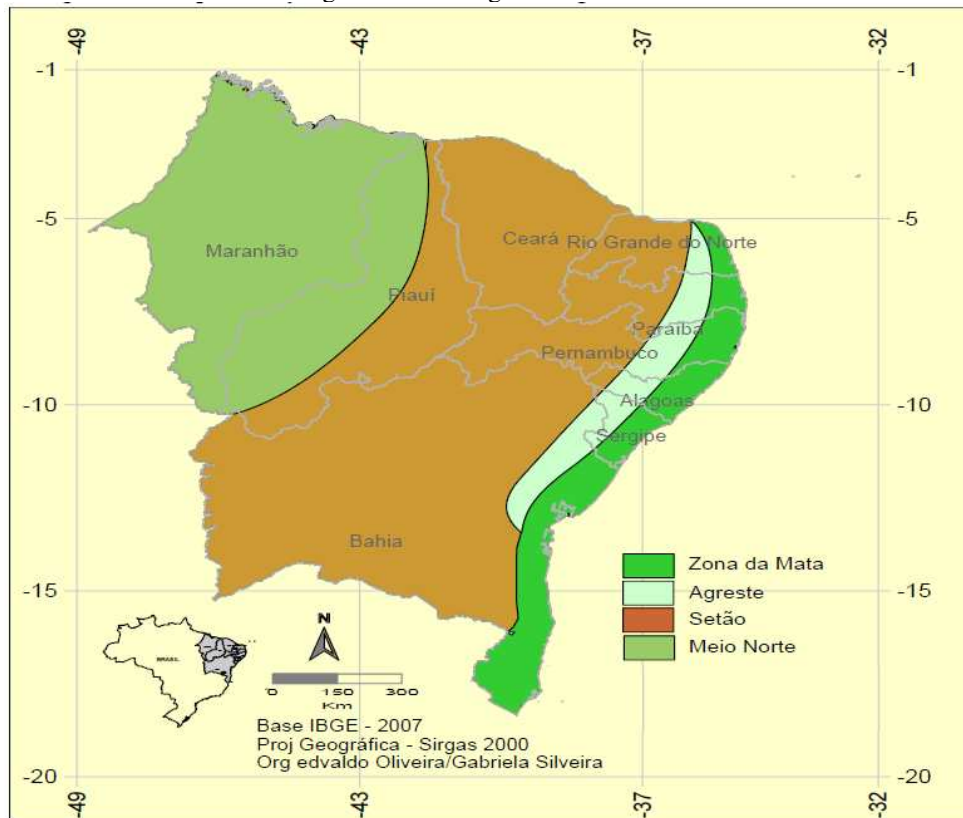 -49 -43 -37 -32
-1 -1
-5 -5
Maranhão
Ceará
Rio Grande do Norte
Piauí
Paraíba
Pernambuco
-10 -10
Alagoas
Sergipe
Bahia
Zona da Mata
-15 -15
Agreste
Setão
Meio Norte
N
BRASIL
0 150 300
Km
Base IBGE - 2007
Proj Geográfica - Sirgas 2000
Org edvaldo Oliveira/Gabriela Silveira
-20 -20
-49 -43 -37 -32